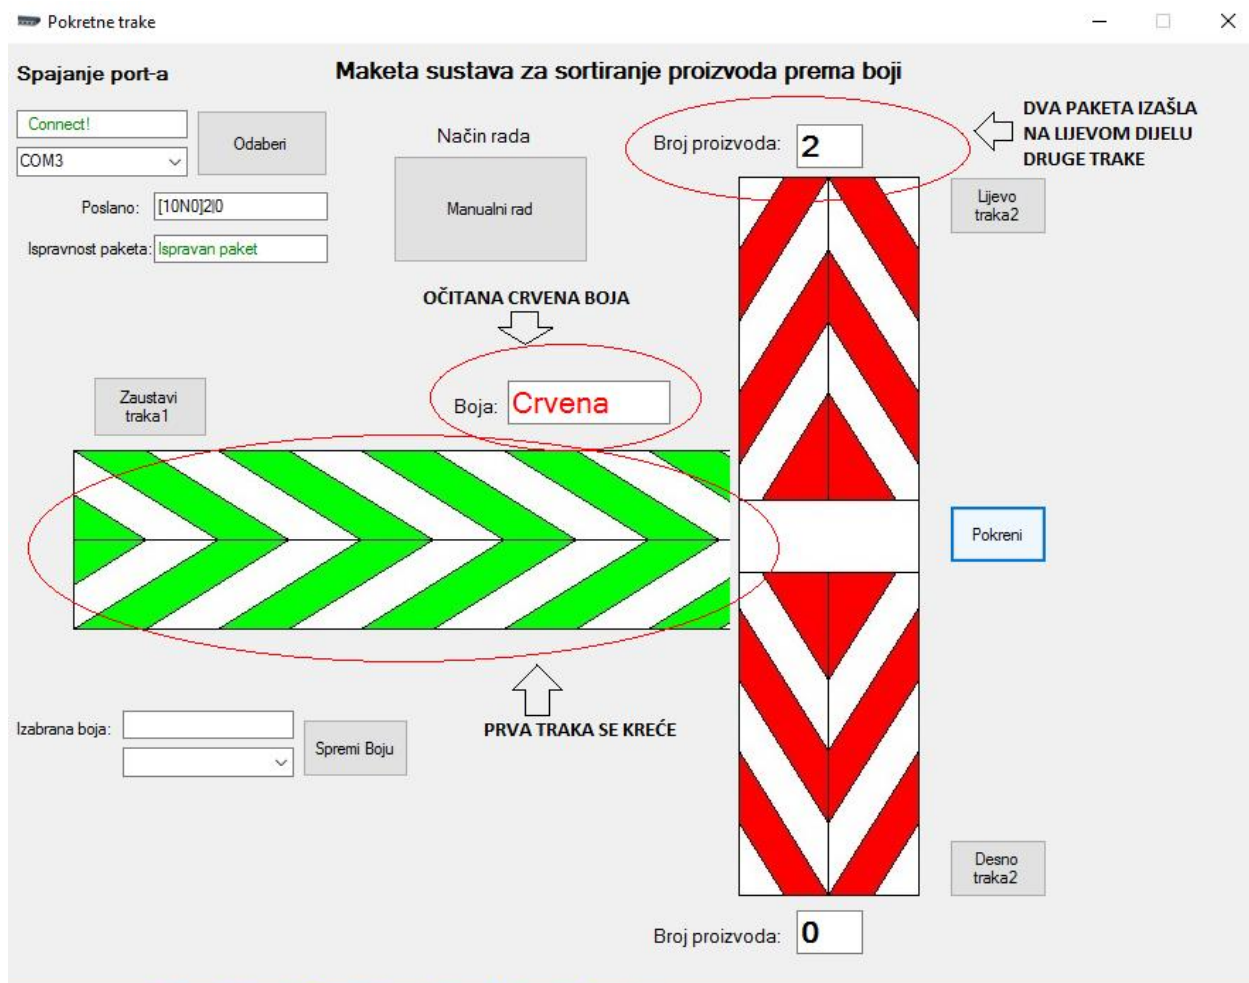 Pokretne trake
Spajanje port-a
Maketa sustava za sortiranje proizvoda prema boji
Connect!
Odaberi
COM3
Poslano: [10N0]2|0
Ispravnost paketa: Ispravan paket
Način rada
Manualni rad
Broj proizvoda: 2
DVA PAKETA IZAŠLA
NA LIJEVOM DIJELU
DRUGE TRAKE
Lijevo
traka2
OČITANA CRVENA BOJA
Zaustavi
traka1
Boja: Crvena
Pokreni
PRVA TRAKA SE KREĆE
Izabrana boja:
Spremi Boju
Desno
traka2
Broj proizvoda: 0